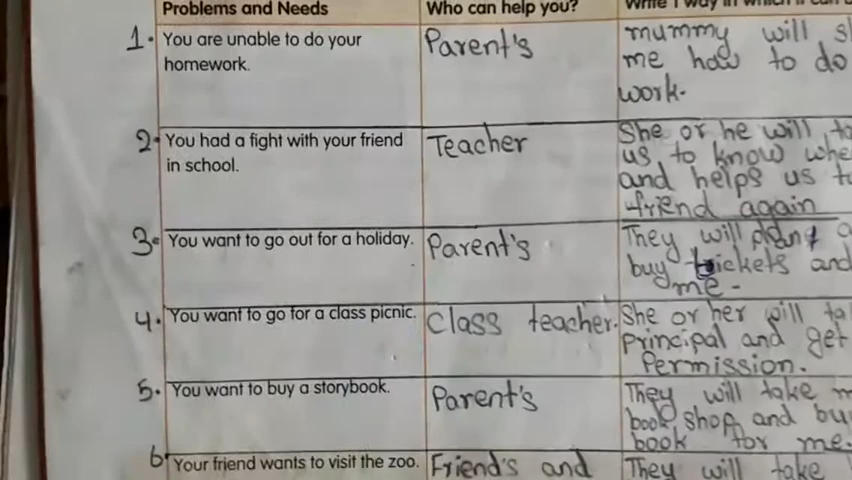 Problems and Needs
Who can help you?
1. You are unable to do your
homework.
Parent's
mummy will
me how to do
work.
2. You had a fight with your friend
in school.
Teacher
She or he will
us to know
and helps us
friend again
3. You want to go out for a holiday.
Parent's
They will
buy tickets and
me.
4. You want to go for a class picnic.
Class teacher.
She or her will
principal and get
Permission.
5. You want to buy a storybook.
Parent's
They will take
book shop and
book for me.
6 Your friend wants to visit the zoo.
Friend's and
They will take